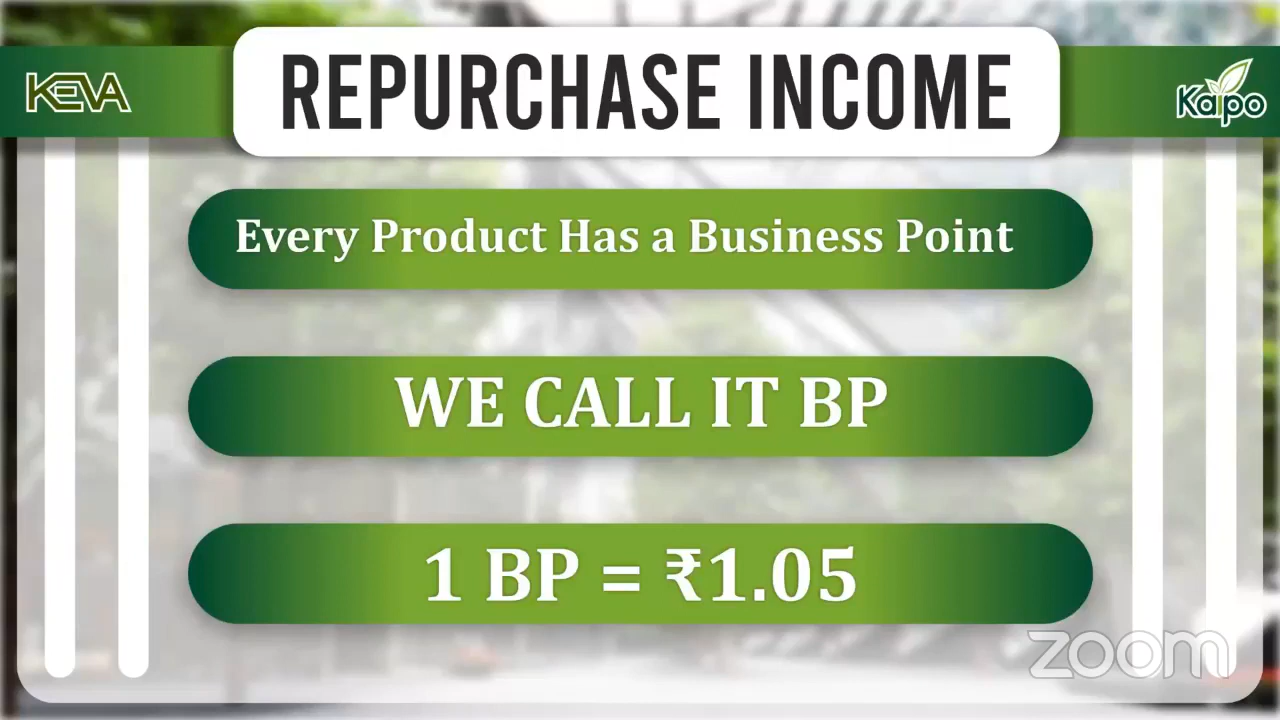 REPURCHASE INCOME
KEVA
Kaipo
Every Product Has a Business Point
WE CALL IT BP
1 BP = ₹1.05
zoom